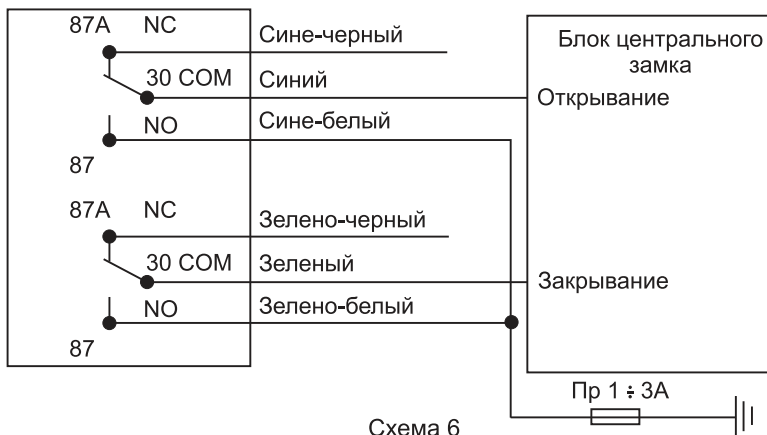 87A NC
Сине-черный
30 COM
Синий
NO
Сине-белый
87
87A NC
Зелено-черный
30 COM
Зеленый
NO
Зелено-белый
87
Блок центрального
замка
Открывание
Закрывание
Пр 1 ÷ 3А
Схема 6